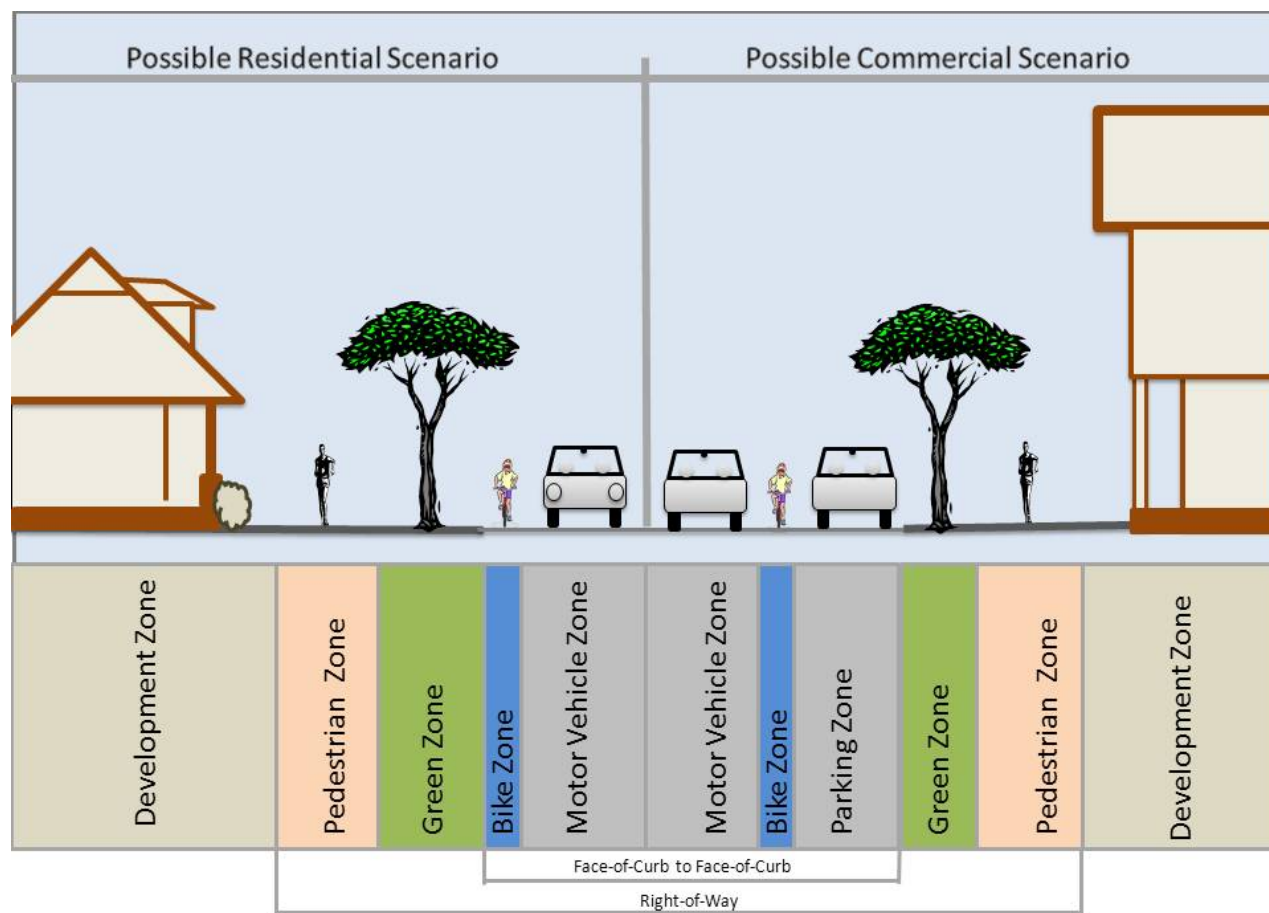 Possible Residential Scenario
Possible Commercial Scenario
Development Zone
Pedestrian Zone
Green Zone
Bike Zone
Motor Vehicle Zone
Motor Vehicle Zone
Bike Zone
Parking Zone
Green Zone
Pedestrian Zone
Development Zone
Face-of-Curb to Face-of-Curb
Right-of-Way